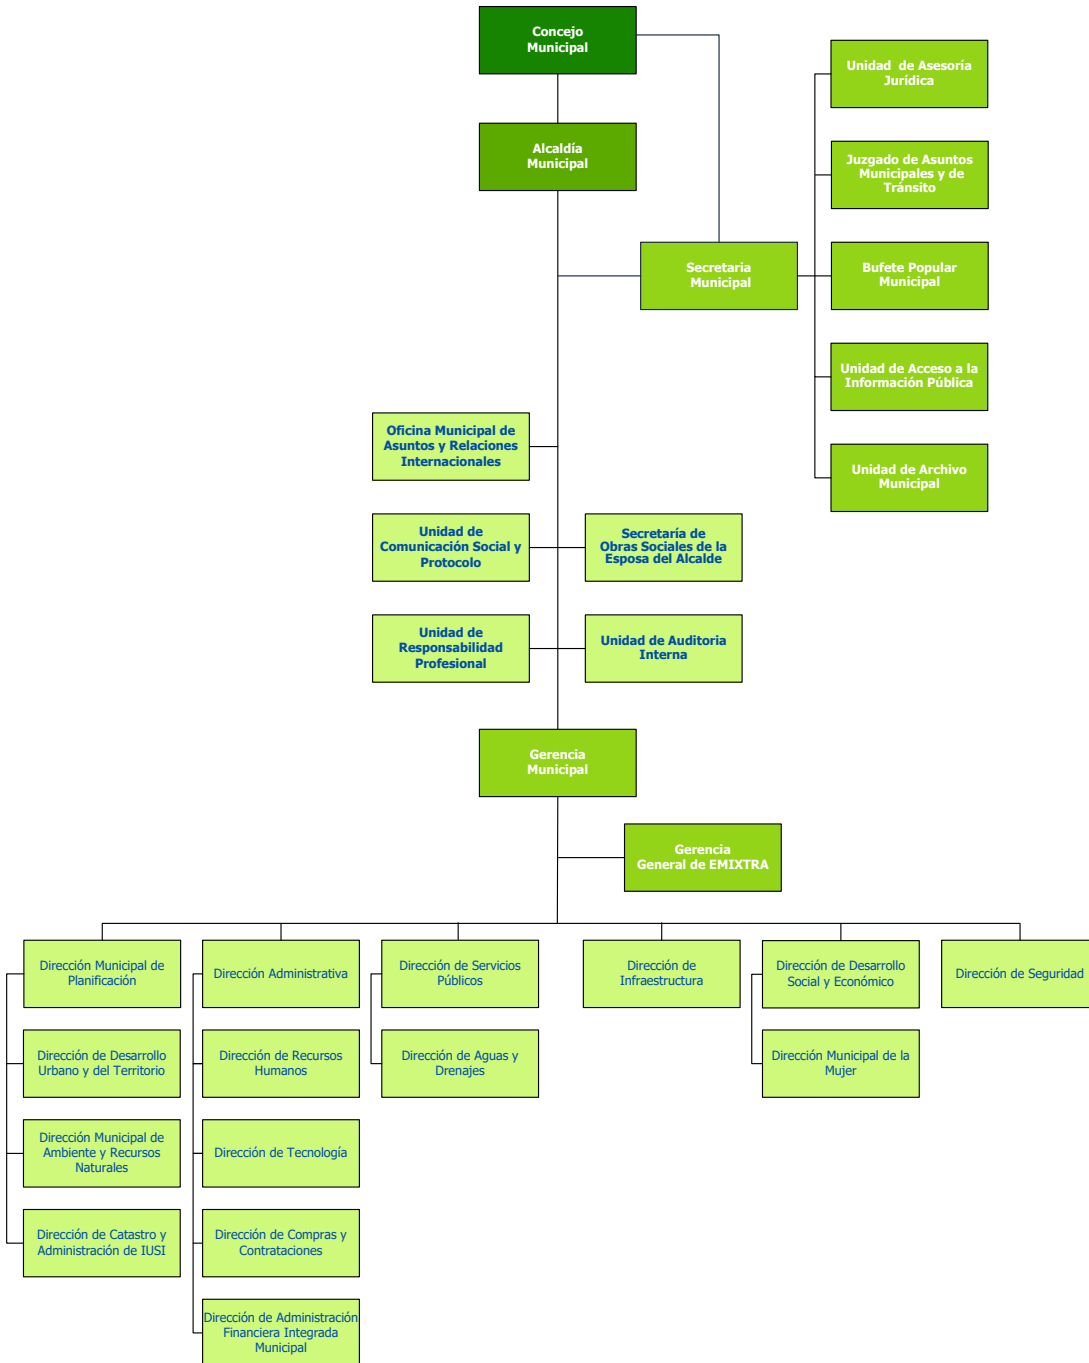 Concejo
Municipal
Alcaldía
Municipal
Secretaria
Municipal
Unidad de Asesoría
Jurídica
Juzgado de Asuntos
Municipales y de
Tránsito
Bufete Popular
Municipal
Unidad de Acceso a la
Información Pública
Unidad de Archivo
Municipal
Oficina Municipal de
Asuntos y Relaciones
Internacionales
Unidad de
Comunicación Social y
Protocolo
Secretaría de
Obras Sociales de la
Esposa del Alcalde
Unidad de
Responsabilidad
Profesional
Unidad de Auditoria
Interna
Gerencia
Municipal
Gerencia
General de EMIXTRA
Dirección Municipal de
Planificación
Dirección Administrativa
Dirección de Servicios
Públicos
Dirección de
Infraestructura
Dirección de Desarrollo
Social y Económico
Dirección de Seguridad
Dirección de Desarrollo
Urbano y del Territorio
Dirección de Recursos
Humanos
Dirección de Aguas y
Drenajes
Dirección Municipal de la
Mujer
Dirección Municipal de
Ambiente y Recursos
Naturales
Dirección de Tecnología
Dirección de Catastro y
Administración de IUSI
Dirección de Compras y
Contrataciones
Dirección de Administración
Financiera Integrada
Municipal